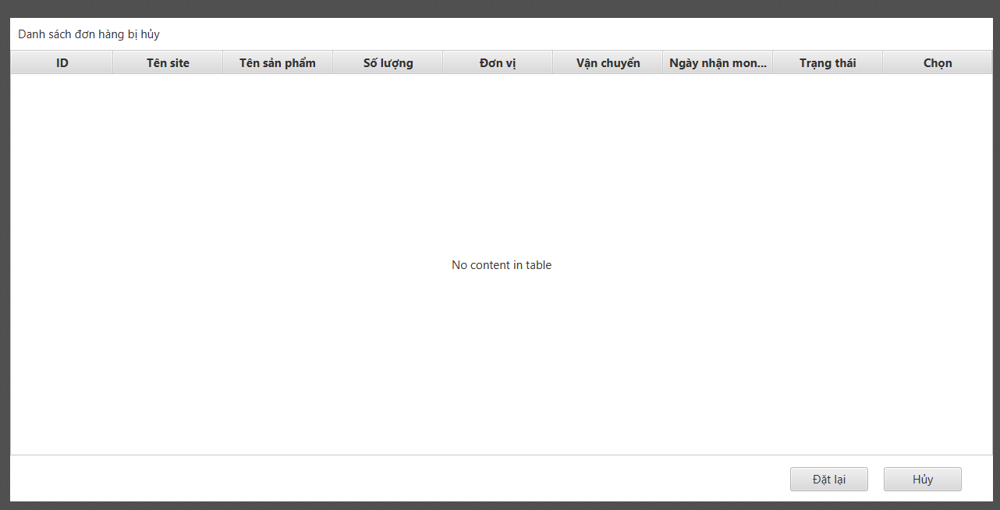 Danh sách đơn hàng bị hủy
ID Tên site Tên sản phẩm Số lượng Đơn vị Vận chuyển Ngày nhận mon... Trạng thái Chọn
No content in table
Đặt lại Hủy